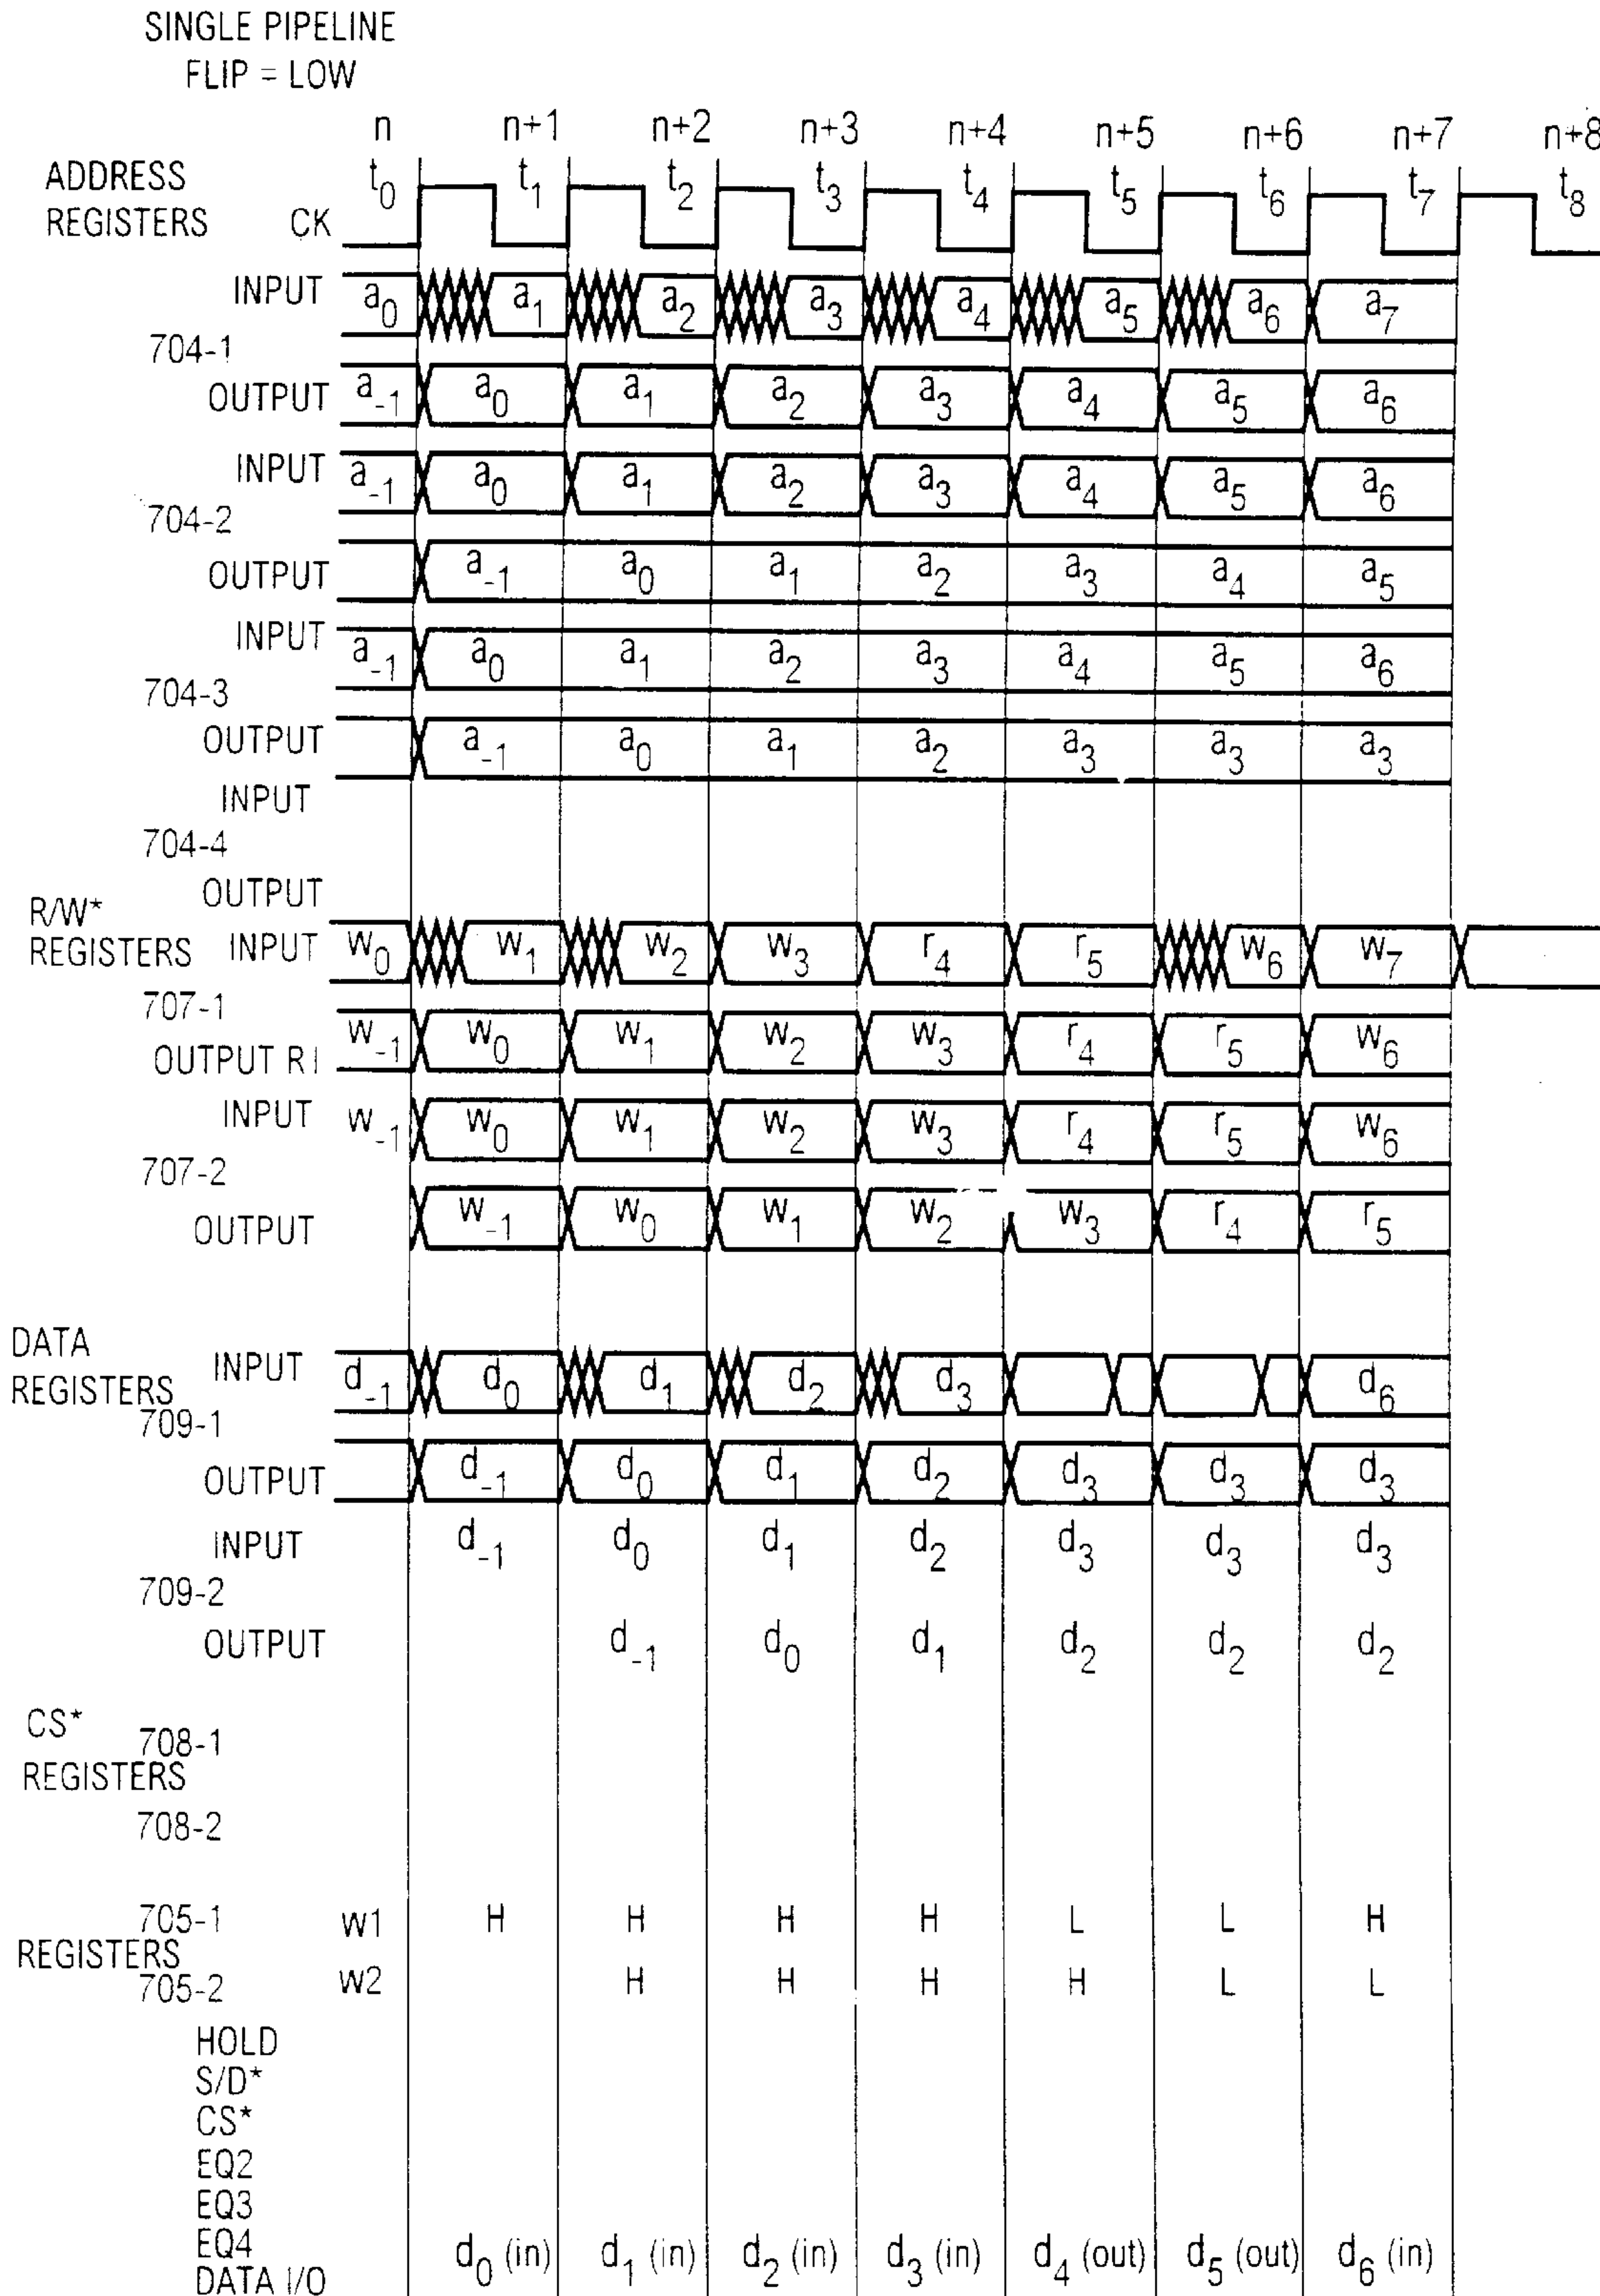 SINGLE PIPELINE
FLIP = LOW
n n+1 n+2 n+3 n+4 n+5 n+6 n+7 n+8
ADDRESS REGISTERS CK t0 t1 t2 t3 t4 t5 t6 t7 t8
INPUT a0 a1 a2 a3 a4 a5 a6 a7
704-1
OUTPUT a-1 a0 a1 a2 a3 a4 a5 a6
INPUT a-1 a0 a1 a2 a3 a4 a5 a6
704-2
OUTPUT a-1 a0 a1 a2 a3 a4 a5
INPUT a-1 a0 a1 a2 a3 a4 a5 a6
704-3
OUTPUT a-1 a0 a1 a2 a3 a3 a3
INPUT
704-4
OUTPUT
R/W*
REGISTERS INPUT w0 w1 w2 w3 r4 r5 w6 w7
707-1
OUTPUT R1 w-1 w0 w1 w2 w3 r4 r5 w6
INPUT w-1 w0 w1 w2 w3 r4 r5 w6
707-2
OUTPUT w-1 w0 w1 w2 w3 r4 r5
DATA
REGISTERS INPUT d-1 d0 d1 d2 d3 d6
709-1
OUTPUT d-1 d0 d1 d2 d3 d3 d3
INPUT d-1 d0 d1 d2 d3 d3 d3
709-2
OUTPUT d-1 d0 d1 d2 d2 d2
CS*
708-1
REGISTERS
708-2
705-1 w1 H H H H L L H
REGISTERS
705-2 w2 H H H H L L
HOLD
S/D*
CS*
EQ2
EQ3
EQ4
DATA I/O d0 (in) d1 (in) d2 (in) d3 (in) d4 (out) d5 (out) d6 (in)